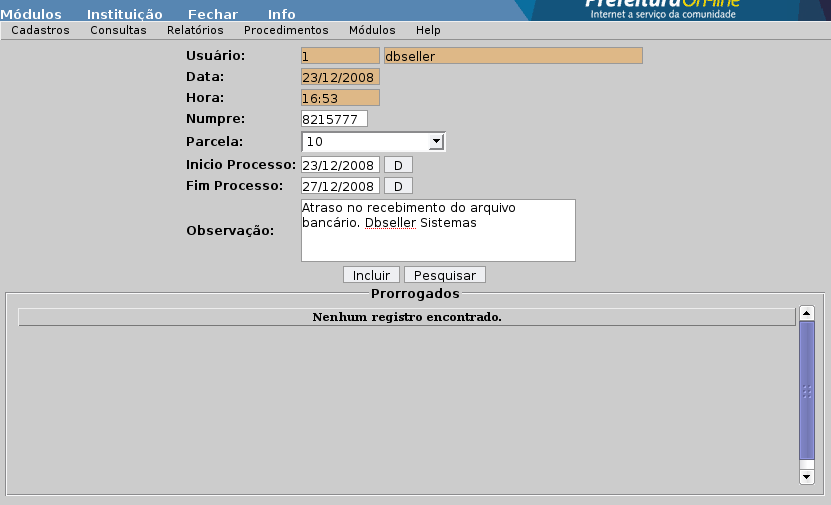 Módulos Instituição Fechar Info
PrefeituraOn-line
Internet a serviço da comunidade
Cadastros Consultas Relatórios Procedimentos Módulos Help
Usuário: 1 dbseller
Data: 23/12/2008
Hora: 16:53
Numpre: 8215777
Parcela: 10
Inicio Processo: 23/12/2008 D
Fim Processo: 27/12/2008 D
Observação: Atraso no recebimento do arquivo
bancário. Dbseller Sistemas
Incluir Pesquisar
Prorrogados
Nenhum registro encontrado.